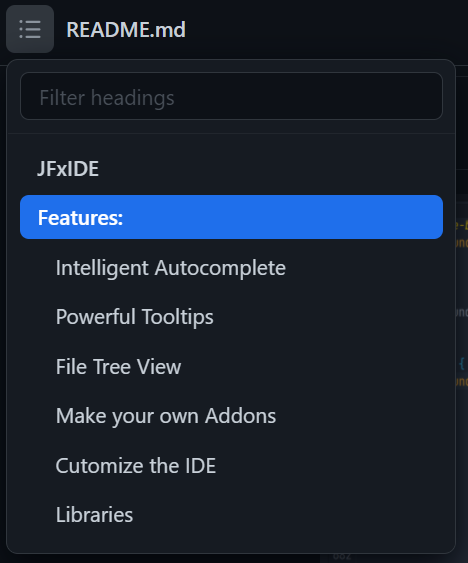 README.md
Filter headings
JFxIDE
Features:
Intelligent Autocomplete
Powerful Tooltips
File Tree View
Make your own Addons
Cutomize the IDE
Libraries